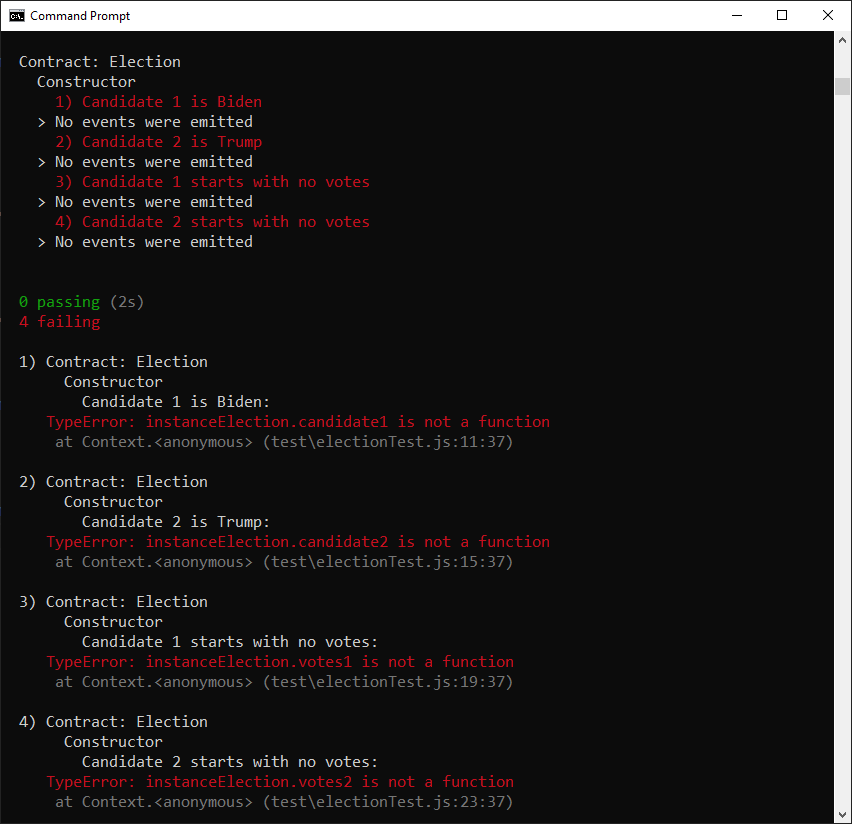 Command Prompt
Contract: Election
Constructor
1) Candidate 1 is Biden
> No events were emitted
2) Candidate 2 is Trump
> No events were emitted
3) Candidate 1 starts with no votes
> No events were emitted
4) Candidate 2 starts with no votes
> No events were emitted
0 passing (2s)
4 failing
1) Contract: Election
Constructor
Candidate 1 is Biden:
TypeError: instanceElection.candidate1 is not a function
at Context.<anonymous> (test\electionTest.js:11:37)
2) Contract: Election
Constructor
Candidate 2 is Trump:
TypeError: instanceElection.candidate2 is not a function
at Context.<anonymous> (test\electionTest.js:15:37)
3) Contract: Election
Constructor
Candidate 1 starts with no votes:
TypeError: instanceElection.votes1 is not a function
at Context.<anonymous> (test\electionTest.js:19:37)
4) Contract: Election
Constructor
Candidate 2 starts with no votes:
TypeError: instanceElection.votes2 is not a function
at Context.<anonymous> (test\electionTest.js:23:37)